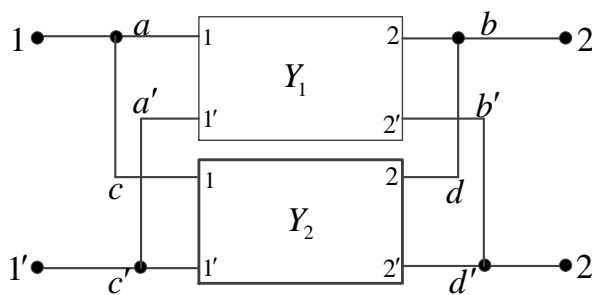 1 a 1 2 b 2
Y₁
a′ 1′ 2′ b′
c 1 2 d
Y₂
1′ c′ 1′ 2′ d′ 2